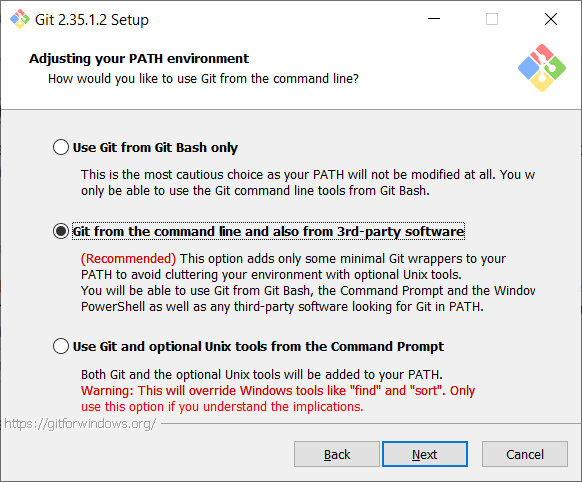 Git 2.35.1.2 Setup
Adjusting your PATH environment
How would you like to use Git from the command line?
Use Git from Git Bash only
This is the most cautious choice as your PATH will not be modified at all. You w
only be able to use the Git command line tools from Git Bash.
Git from the command line and also from 3rd-party software
(Recommended) This option adds only some minimal Git wrappers to your
PATH to avoid cluttering your environment with optional Unix tools.
You will be able to use Git from Git Bash, the Command Prompt and the Window
PowerShell as well as any third-party software looking for Git in PATH.
Use Git and optional Unix tools from the Command Prompt
Both Git and the optional Unix tools will be added to your PATH.
Warning: This will override Windows tools like "find" and "sort". Only
use this option if you understand the implications.
https://gitforwindows.org/
Back Next Cancel